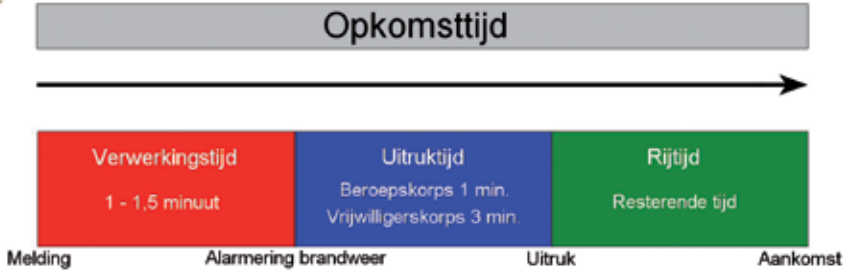 Opkomsttijd
Verwerkingstijd
1 - 1,5 minuut
Uitruktijd
Beroepskorps 1 min.
Vrijwilligerskorps 3 min.
Rijtijd
Resterende tijd
Melding
Alarmering brandweer
Uitruk
Aankomst